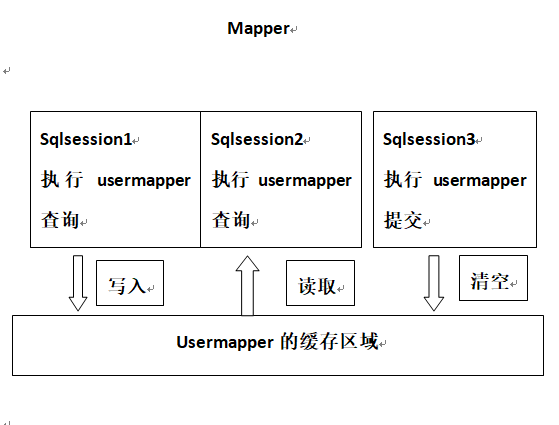 Mapper
Sqlsession1
执行 usermapper
查询
Sqlsession2
执行 usermapper
查询
Sqlsession3
执行 usermapper
提交
写入
读取
清空
Usermapper 的缓存区域